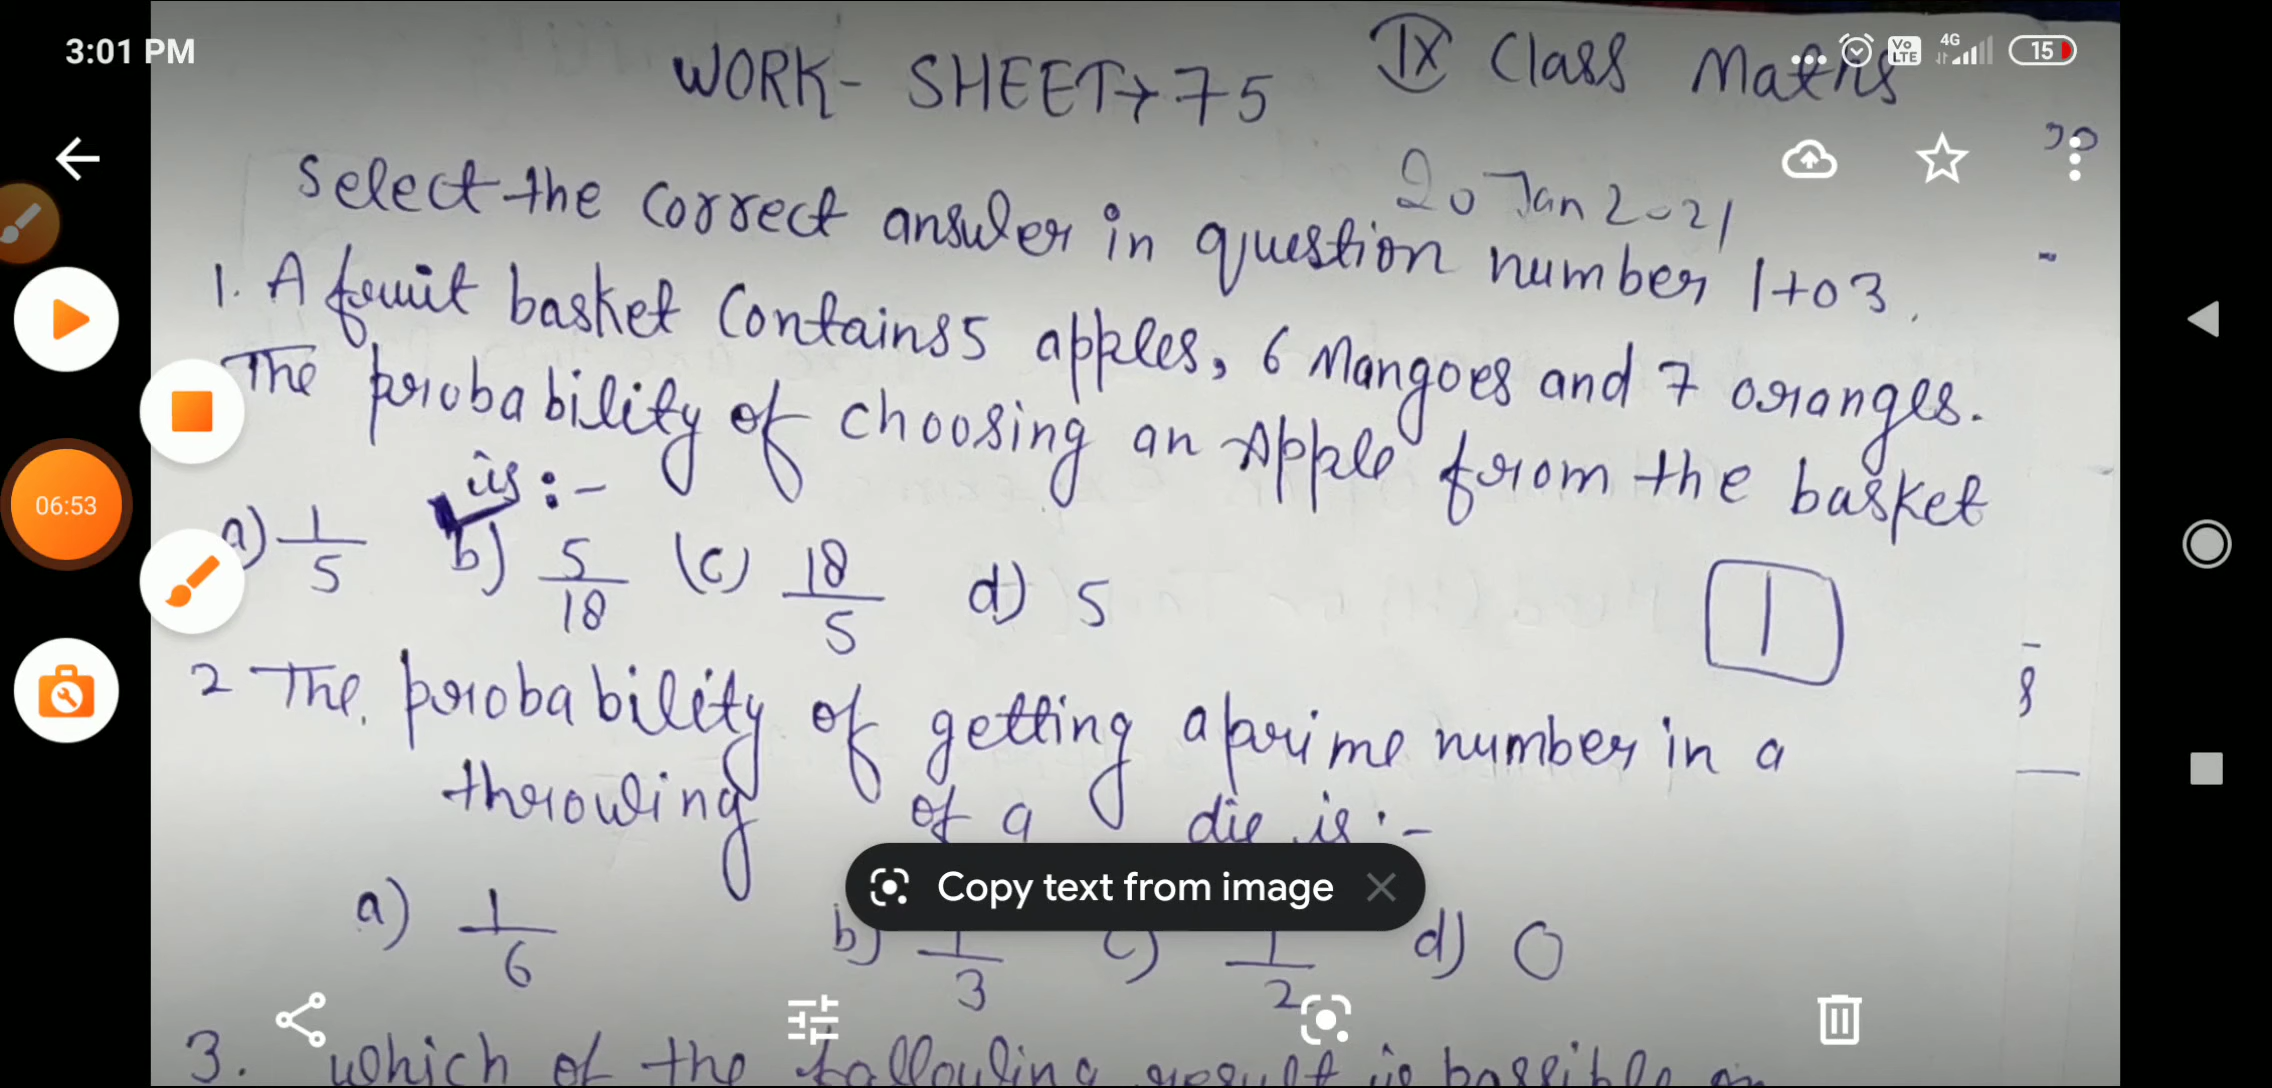 3:01 PM
4G
Vo LTE
15
WORK- SHEET→75
IX Class Maths
20 Jan 2021
Select the correct answer in question number 1 to 3.
1. A fruit basket Contains 5 apples, 6 Mangoes and 7 oranges.
The probability of choosing an Apple from the basket
is:-
06:53
a) 1/5 b) 5/18 (c) 18/5 d) 5
1
2 The probability of getting a prime number in a
throwing of a die is:-
Copy text from image
a) 1/6 b) 1/3 c) 1/2 d) 0
3. which of the following result is possible